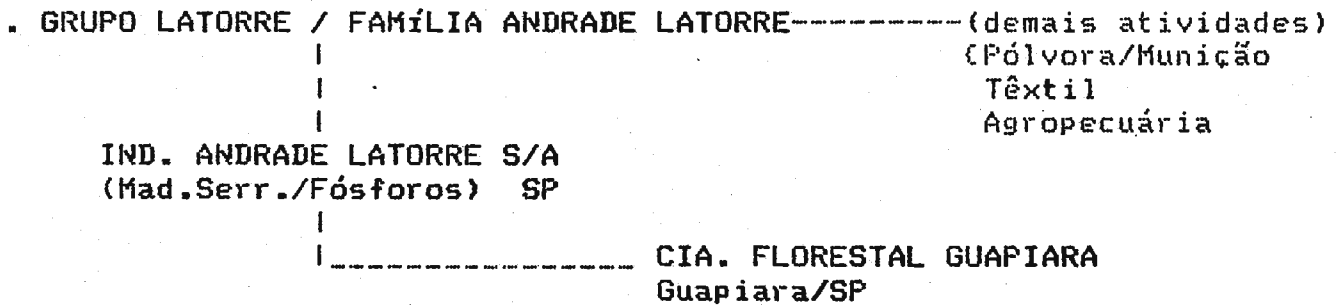 . GRUPO LATORRE / FAMíLIA ANDRADE LATORRE----------(demais atividades)
(Pólvora/Munição
Têxtil
Agropecuária
IND. ANDRADE LATORRE S/A
(Mad.Serr./Fósforos) SP
CIA. FLORESTAL GUAPIARA
Guapiara/SP